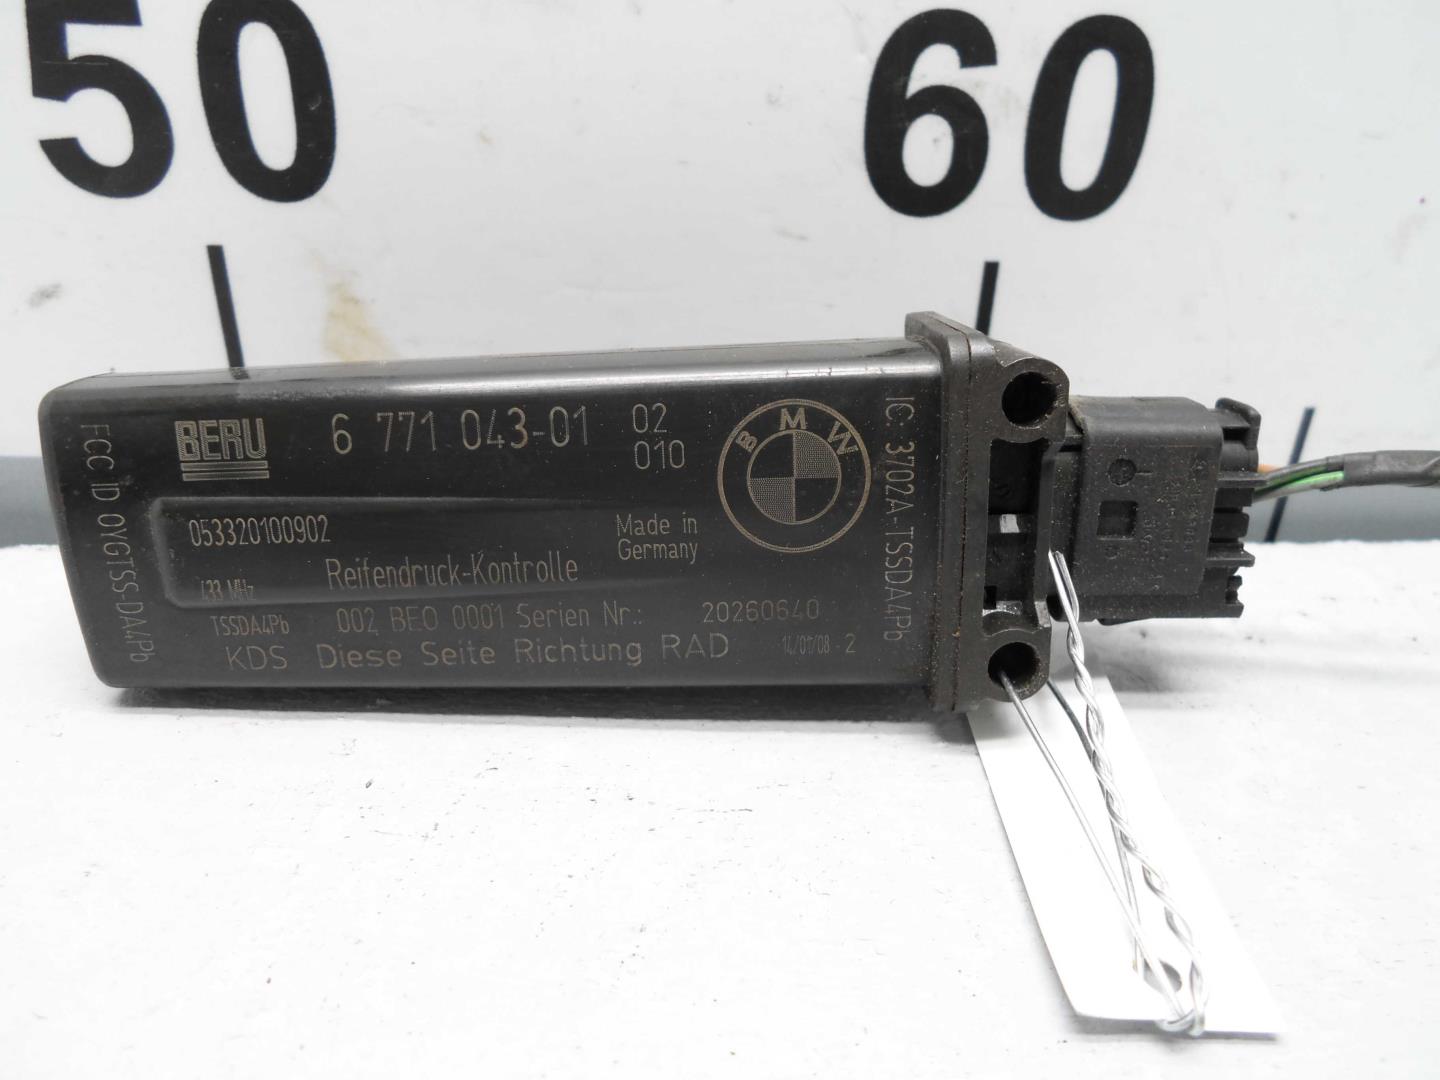 50
60
BERU
6 771 043-01
02
010
BMW
053320100902
Made in
Germany
433 MHz
Reifendruck-Kontrolle
TSSDA4Pb
002 BE0 0001 Serien Nr.:
20260640
KDS Diese Seite Richtung RAD
14/01/08 - 2
FCC ID OYGTSS-DA4Pb
IC: 3702A-TSSDA4Pb